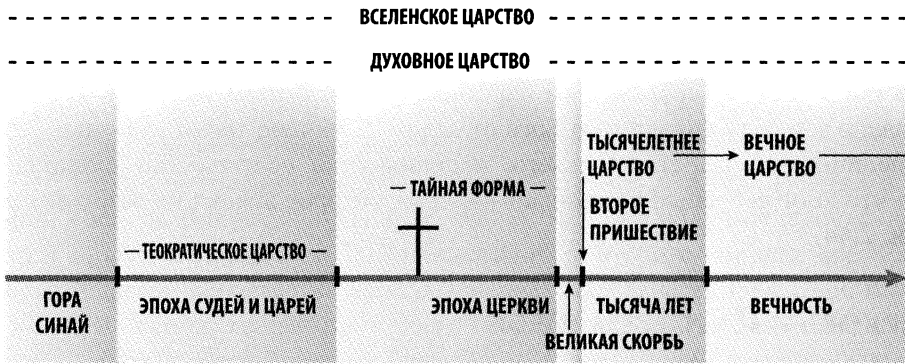 ВСЕЛЕНСКОЕ ЦАРСТВО
ДУХОВНОЕ ЦАРСТВО
ТЫСЯЧЕЛЕТНЕЕ
ЦАРСТВО
ВЕЧНОЕ
ЦАРСТВО
ТАЙНАЯ ФОРМА
ВТОРОЕ
ПРИШЕСТВИЕ
ТЕОКРАТИЧЕСКОЕ ЦАРСТВО
ГОРА
СИНАЙ
ЭПОХА СУДЕЙ И ЦАРЕЙ
ЭПОХА ЦЕРКВИ
ТЫСЯЧА ЛЕТ
ВЕЧНОСТЬ
ВЕЛИКАЯ СКОРБЬ